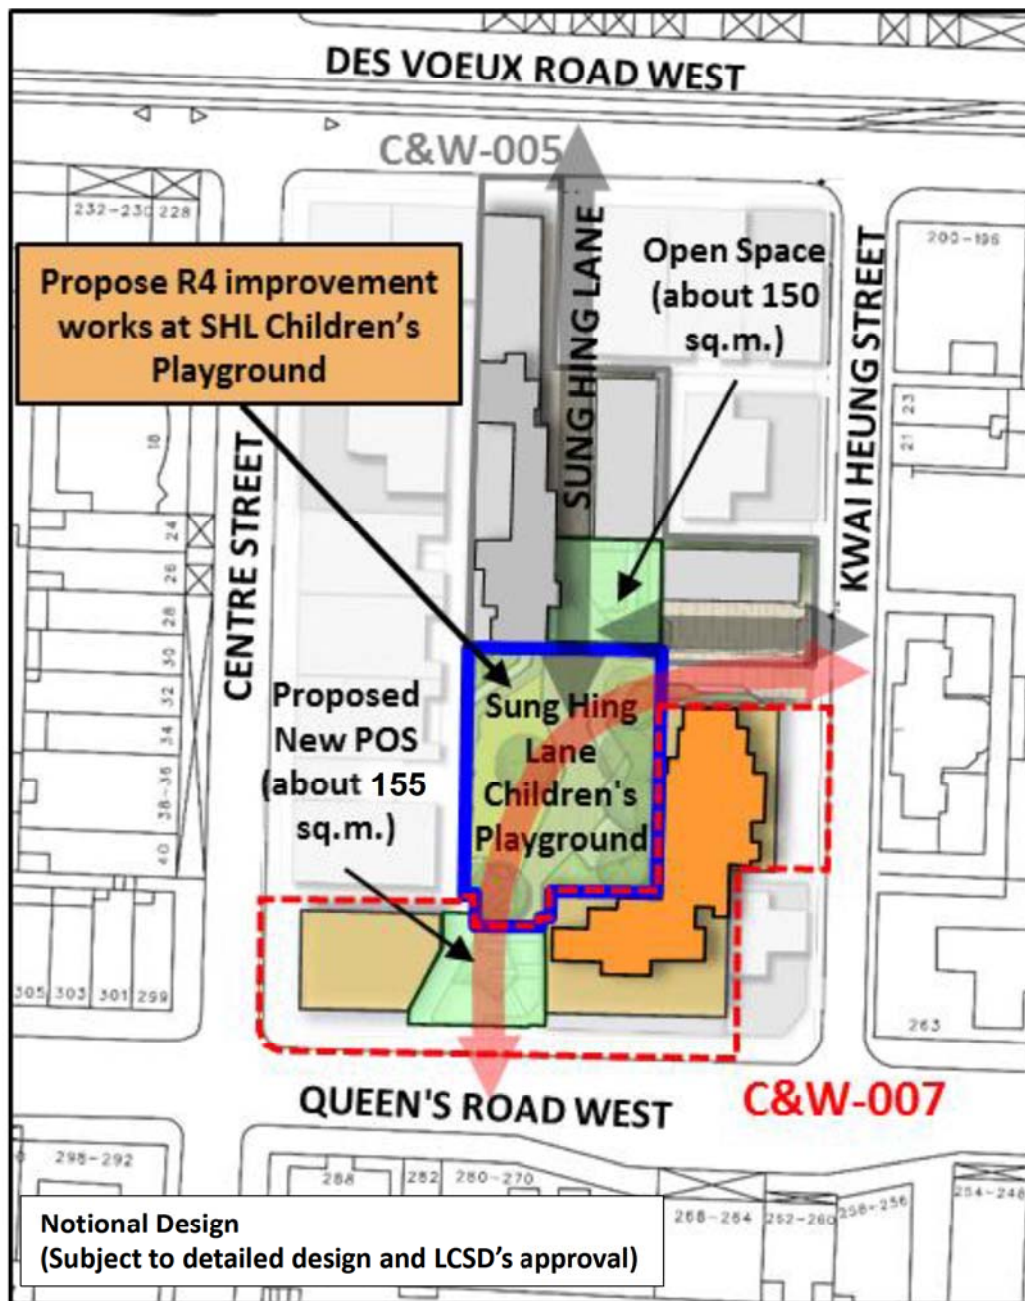 DES VOEUX ROAD WEST
C&W-005
232-230 228
200-196
Propose R4 improvement
works at SHL Children's
Playground
SUNG HING LANE
Open Space
(about 150
sq.m.)
KWAI HEUNG STREET
23
21
CENTRE STREET
18
24
26
28
30
32
34
38-36
40
Proposed
New POS
(about 155
sq.m.)
Sung Hing
Lane
Children's
Playground
305 303 301 299
263
QUEEN'S ROAD WEST
C&W-007
298-292
288
282
280-270
268-264
262-260
258-256
254-248
Notional Design
(Subject to detailed design and LCSD's approval)